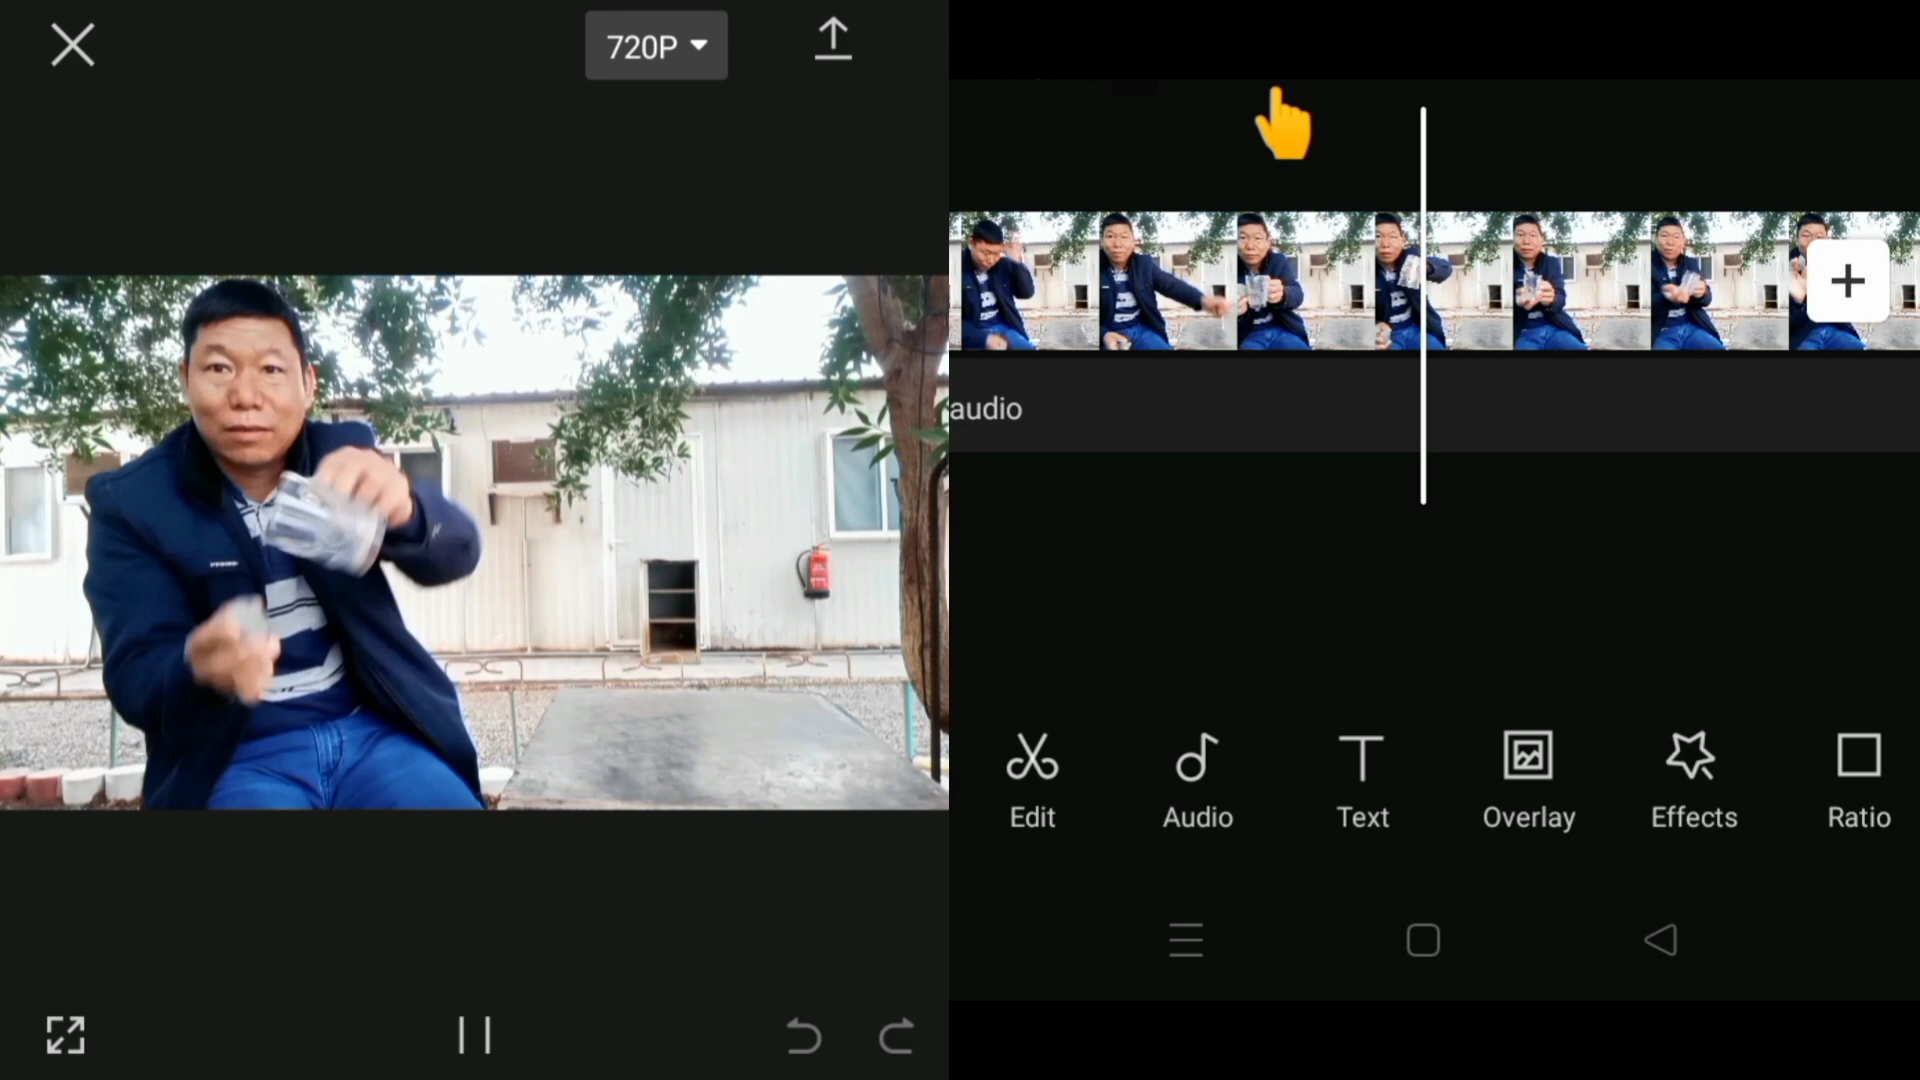 720P
audio
Edit
Audio
Text
Overlay
Effects
Ratio